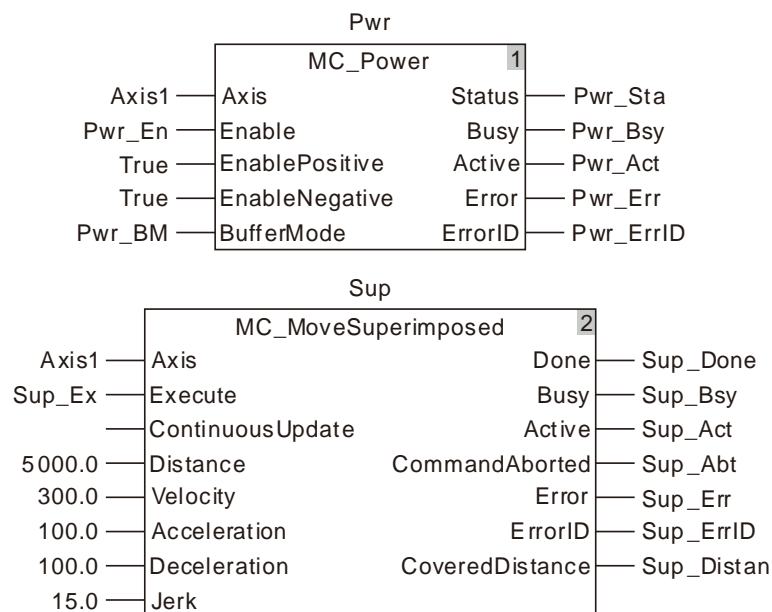 Pwr
MC_Power 1
Axis1 Axis Status Pwr_Sta
Pwr_En Enable Busy Pwr_Bsy
True EnablePositive Active Pwr_Act
True EnableNegative Error Pwr_Err
Pwr_BM BufferMode ErrorID Pwr_ErrID
Sup
MC_MoveSuperimposed 2
Axis1 Axis Done Sup_Done
Sup_Ex Execute Busy Sup_Bsy
ContinuousUpdate Active Sup_Act
5000.0 Distance CommandAborted Sup_Abt
300.0 Velocity Error Sup_Err
100.0 Acceleration ErrorID Sup_ErrID
100.0 Deceleration CoveredDistance Sup_Distan
15.0 Jerk